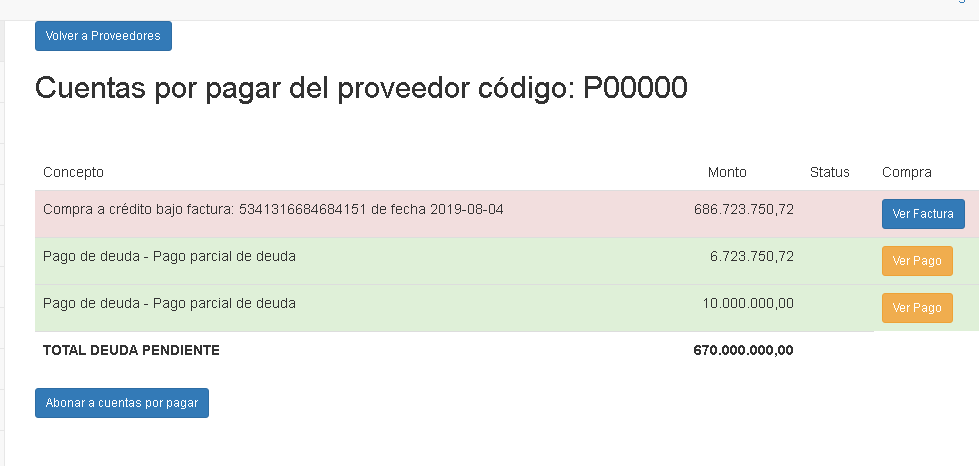 Volver a Proveedores
Cuentas por pagar del proveedor código: P00000
Concepto Monto Status Compra
Compra a crédito bajo factura: 5341316684684151 de fecha 2019-08-04 686.723.750,72 Ver Factura
Pago de deuda - Pago parcial de deuda 6.723.750,72 Ver Pago
Pago de deuda - Pago parcial de deuda 10.000.000,00 Ver Pago
TOTAL DEUDA PENDIENTE 670.000.000,00
Abonar a cuentas por pagar